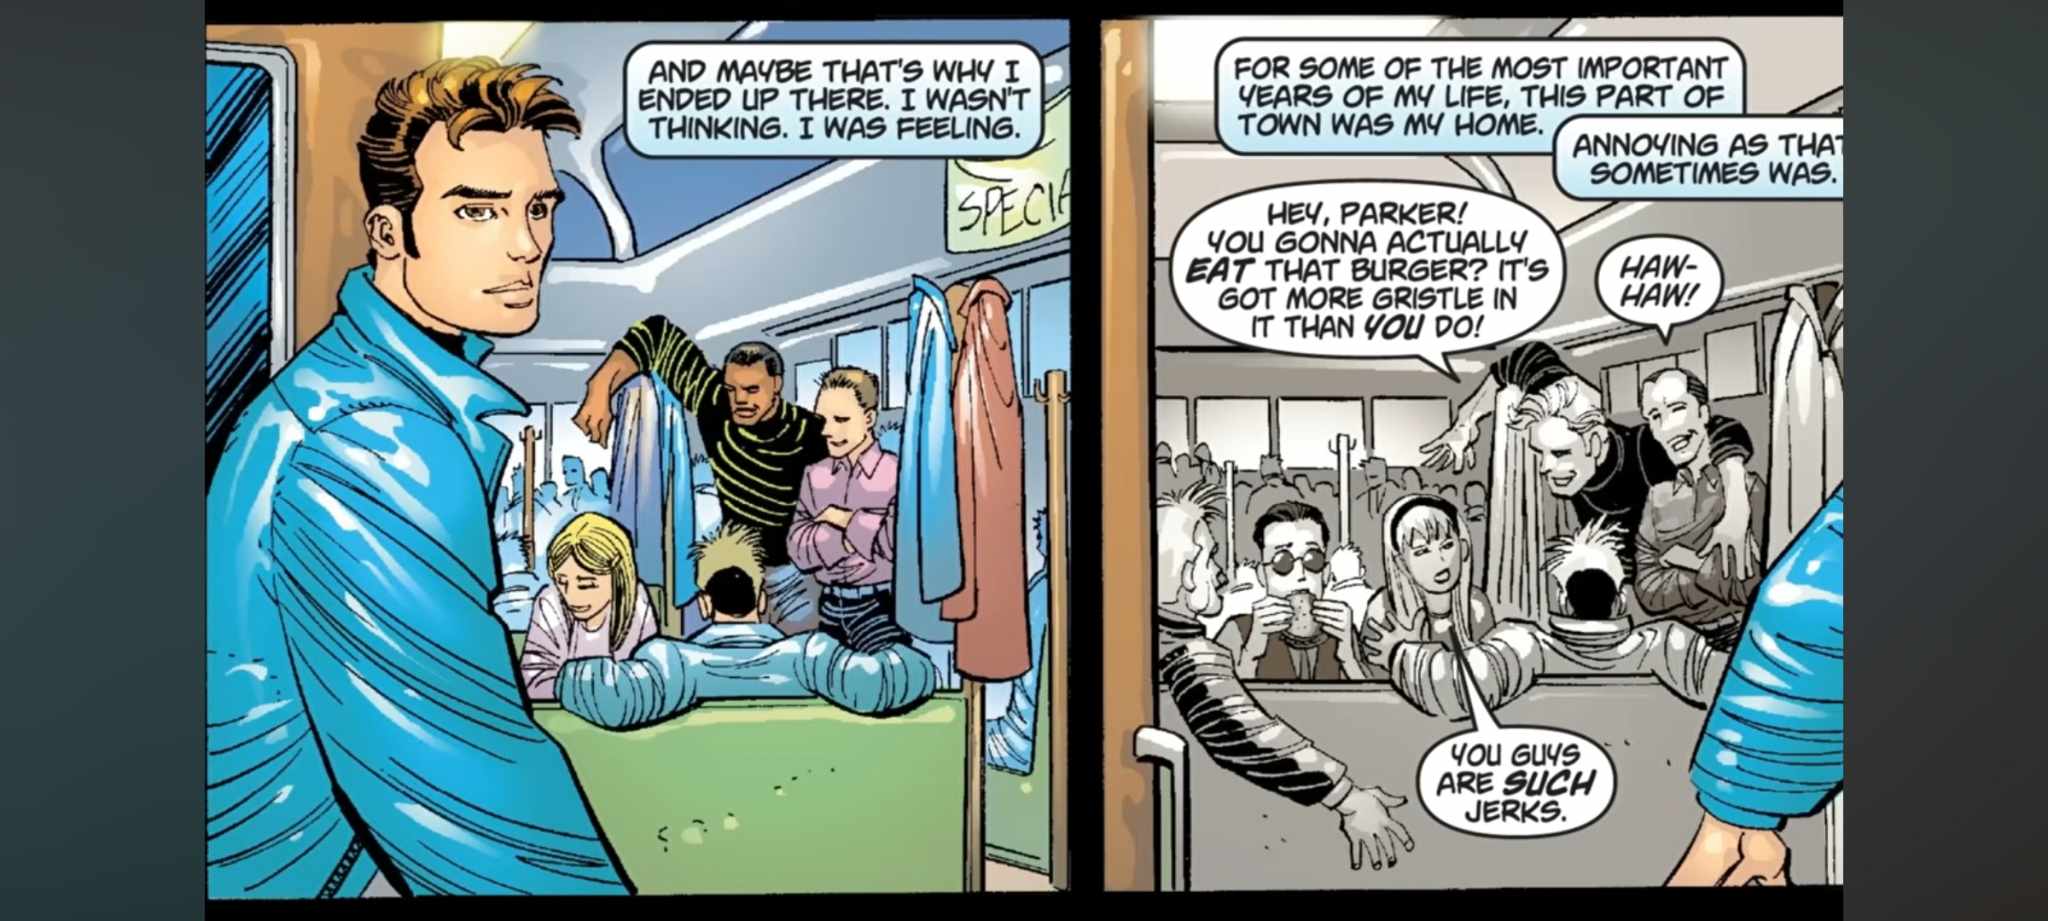 AND MAYBE THAT'S WHY I
ENDED UP THERE. I WASN'T
THINKING. I WAS FEELING.
SPECIA
FOR SOME OF THE MOST IMPORTANT
YEARS OF MY LIFE, THIS PART OF
TOWN WAS MY HOME.
ANNOYING AS THAT
SOMETIMES WAS.
HEY, PARKER!
YOU GONNA ACTUALLY
EAT THAT BURGER? IT'S
GOT MORE GRISTLE IN
IT THAN YOU DO!
HAW-
HAW!
YOU GUYS
ARE SUCH
JERKS.